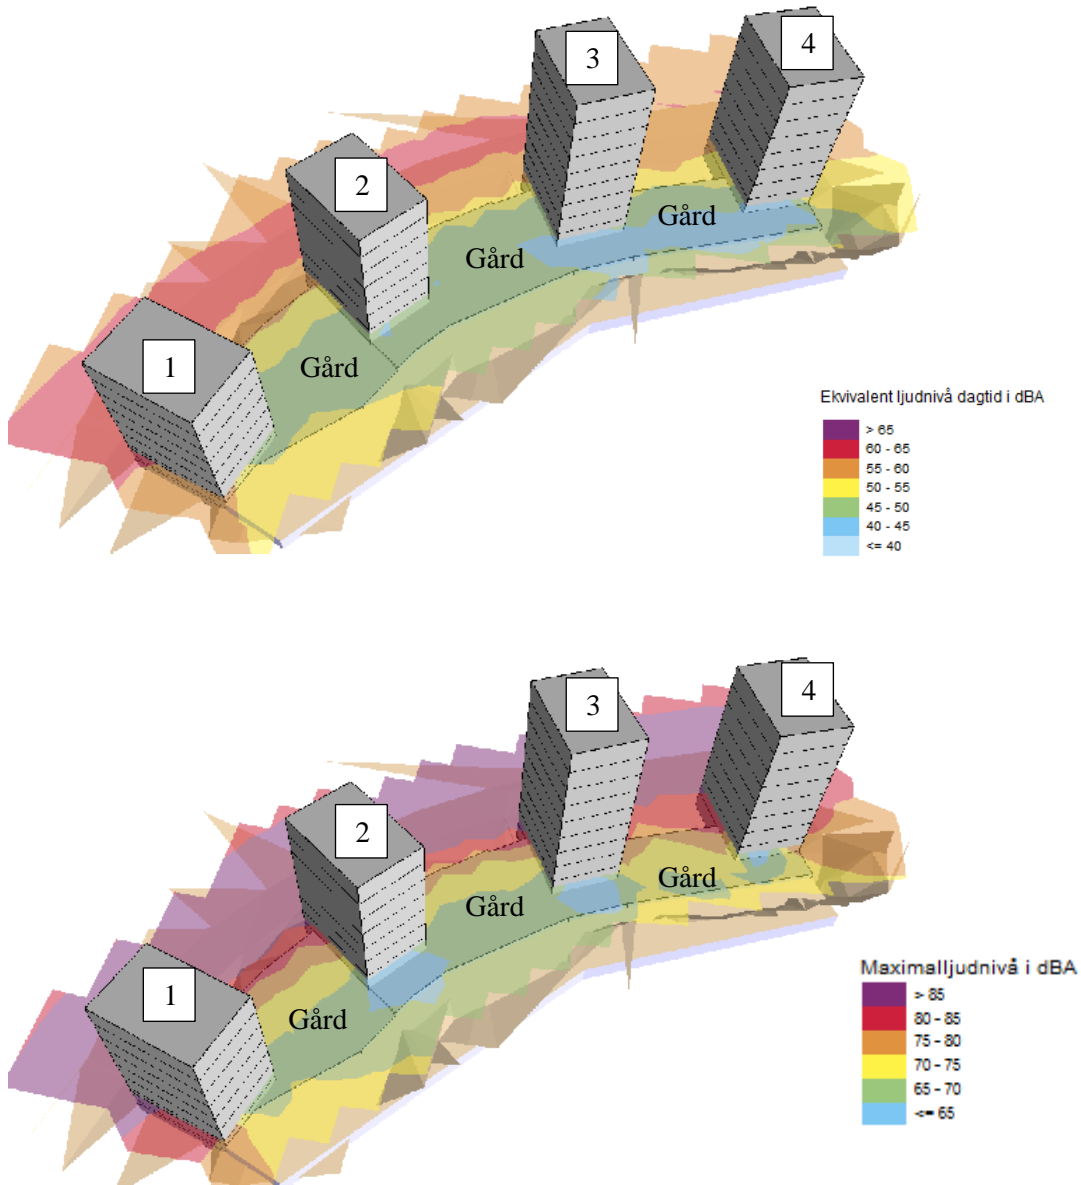 3
4
2
Gård
Gård
1
Gård
Ekvivalent ljudnivå dagtid i dBA
> 65
60 - 65
55 - 60
50 - 55
45 - 50
40 - 45
<= 40
3
4
2
Gård
Gård
1
Gård
Maximalljudnivå i dBA
> 85
80 - 85
75 - 80
70 - 75
65 - 70
<= 65